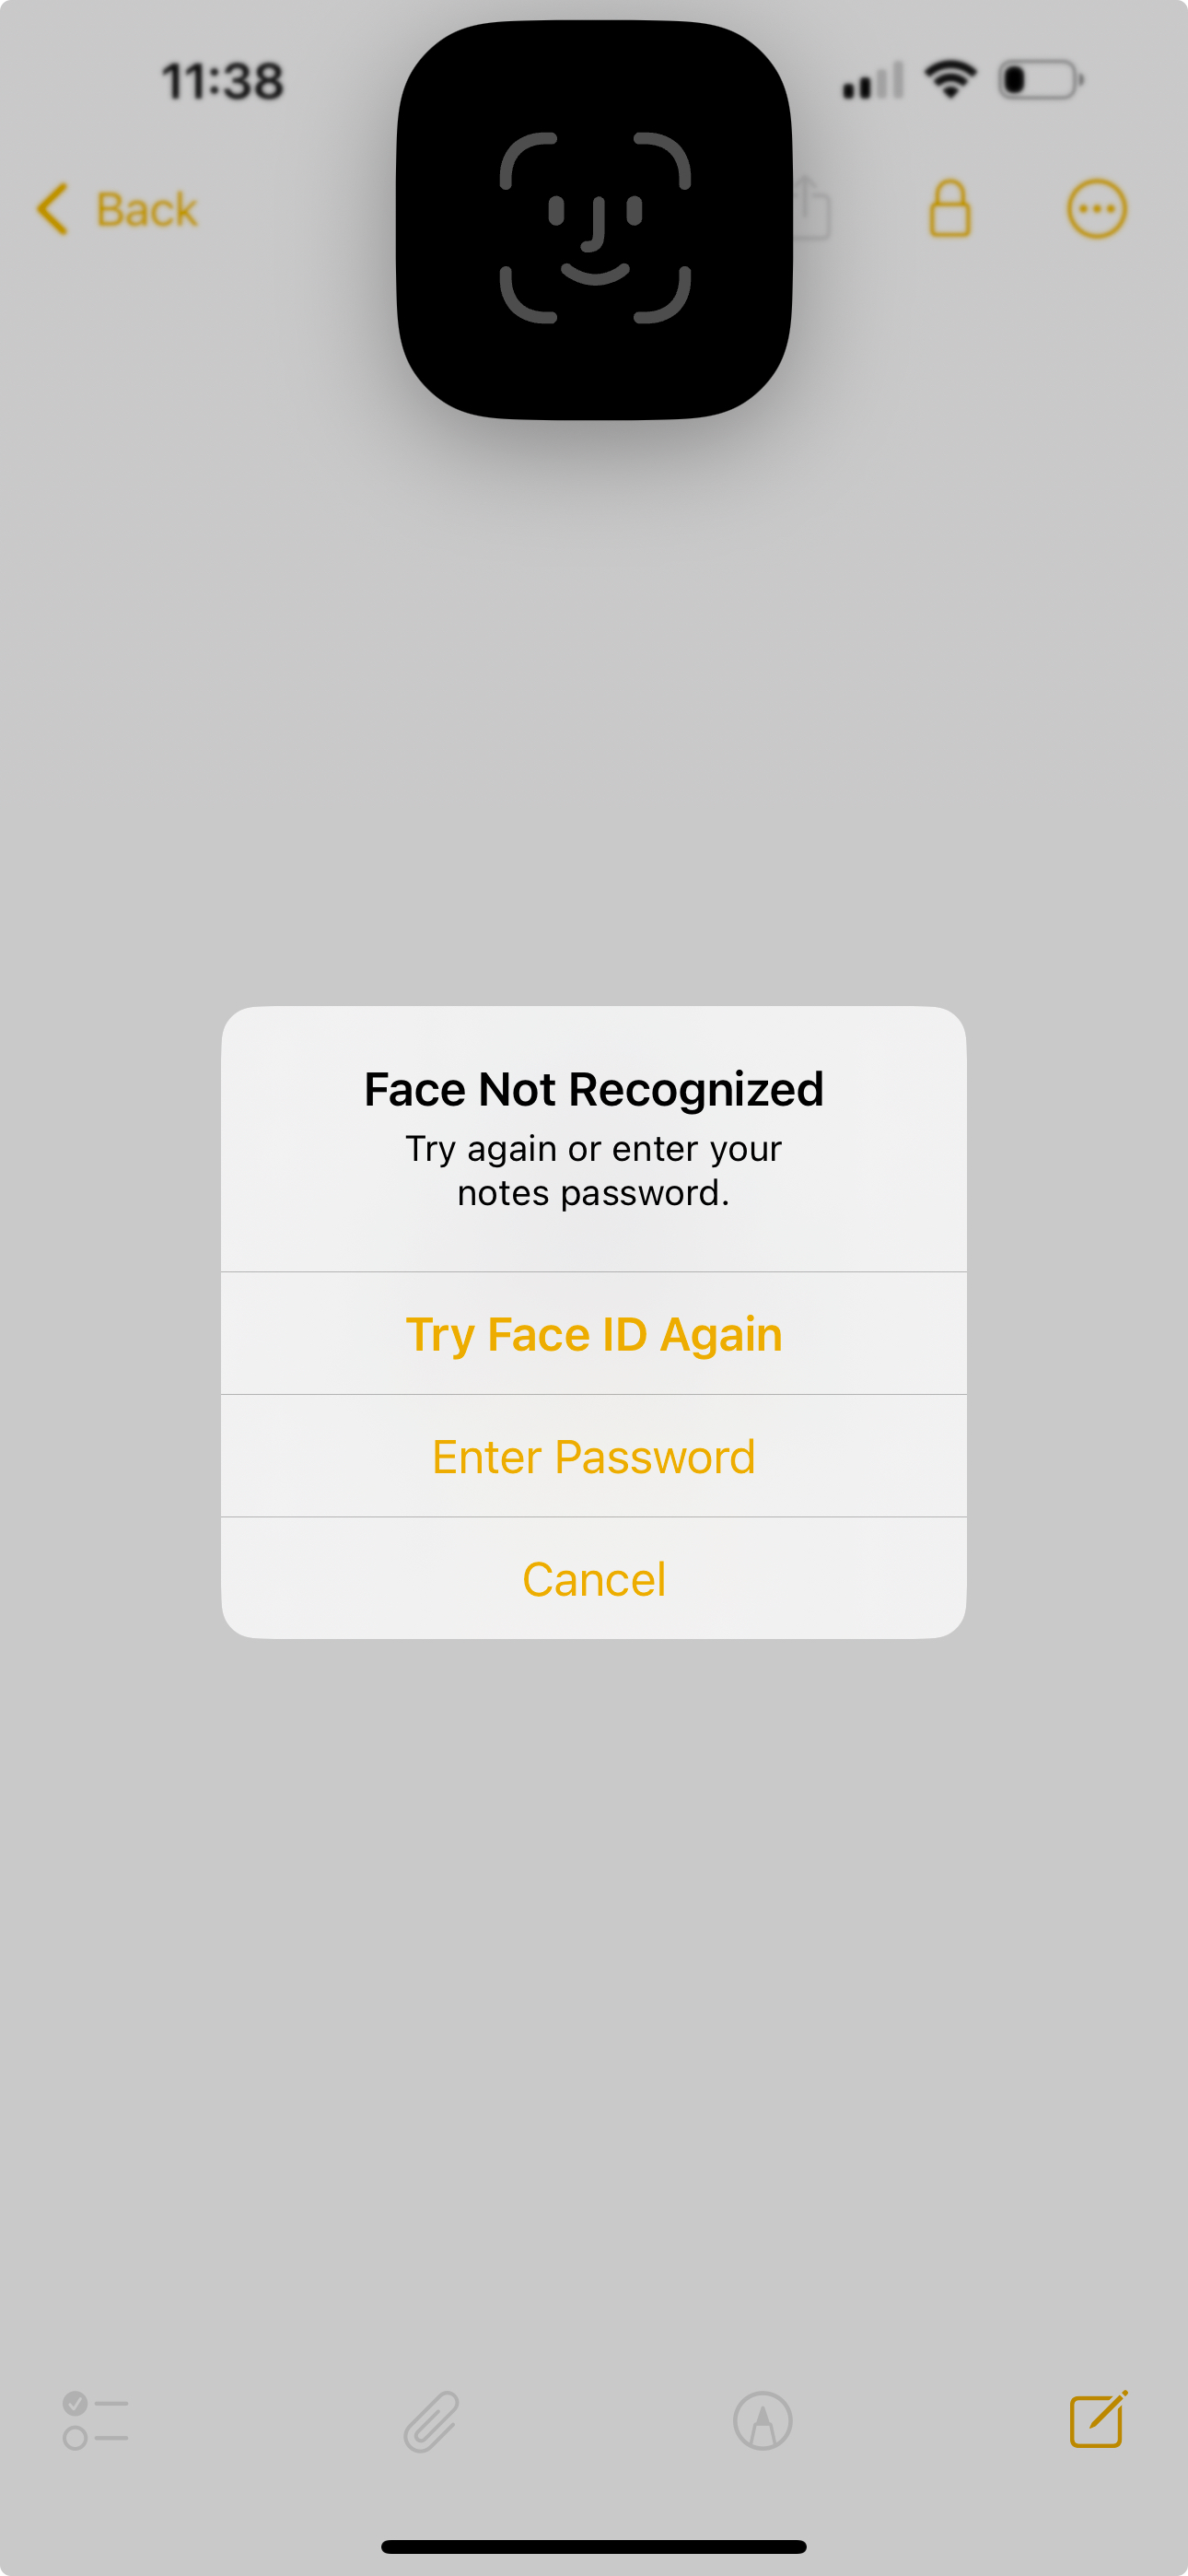 11:38
Back
Face Not Recognized
Try again or enter your
notes password.
Try Face ID Again
Enter Password
Cancel